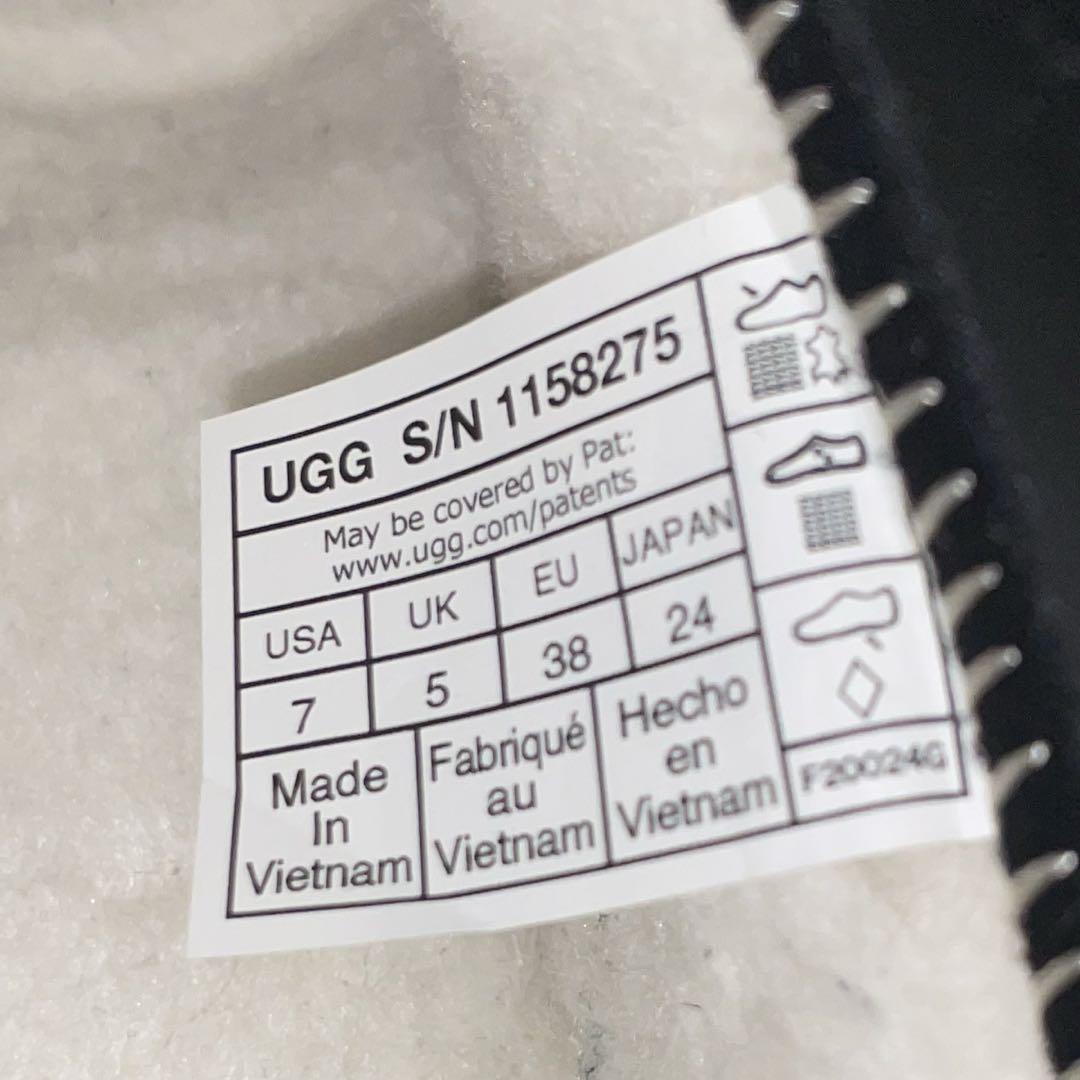 UGG S/N 1158275
May be covered by Pat:
www.ugg.com/patents
USA UK EU JAPAN
7 5 38 24
Made
In
Vietnam
Fabriqué
au
Vietnam
Hecho
en
Vietnam
F20024G